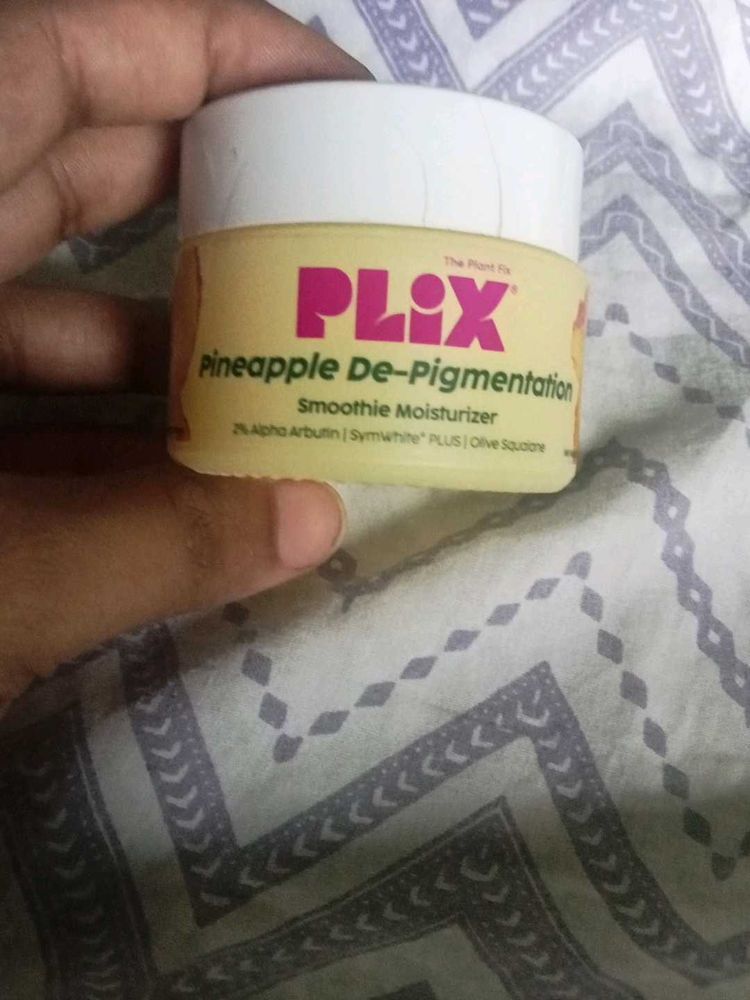 The Plant Fix
PLiX®
Pineapple De-Pigmentation
Smoothie Moisturizer
2% Alpha Arbutin | SymWhite® PLUS | Olive Squalane